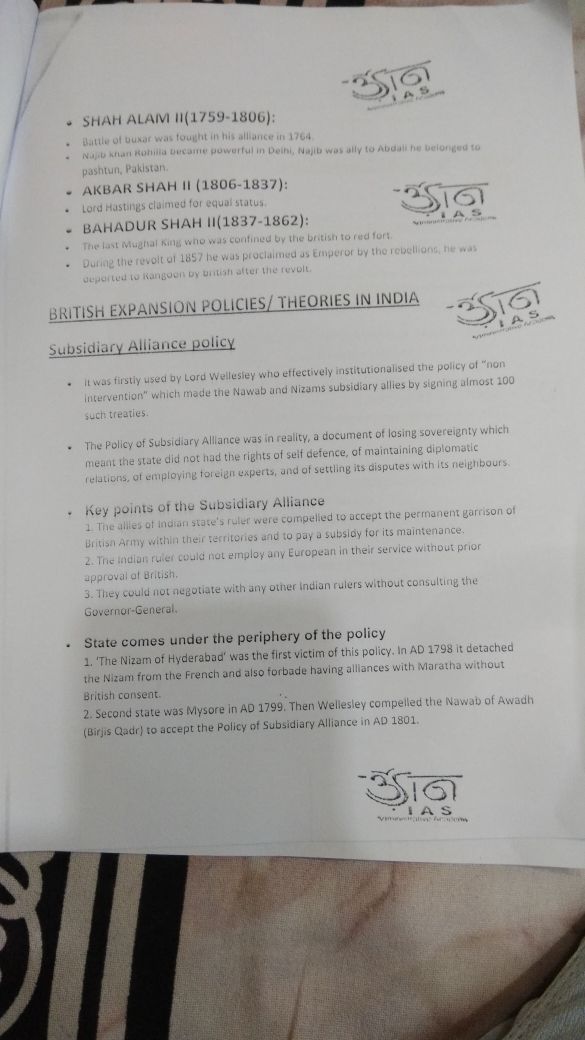 • SHAH ALAM II(1759-1806):
• Battle of buxar was fought in his alliance in 1764.
• Najib khan Rohilla became powerful in Delhi, Najib was ally to Abdali he belonged to
pashtun, Pakistan.
• AKBAR SHAH II (1806-1837):
• Lord Hastings claimed for equal status.
• BAHADUR SHAH II(1837-1862):
• The last Mughal King who was confined by the british to red fort.
• During the revolt of 1857 he was proclaimed as Emperor by the rebellions, he was
deported to Rangoon by british after the revolt.
IAS
IAS
BRITISH EXPANSION POLICIES/ THEORIES IN INDIA
IAS
Subsidiary Alliance policy
• It was firstly used by Lord Wellesley who effectively institutionalised the policy of "non
intervention" which made the Nawab and Nizams subsidiary allies by signing almost 100
such treaties.
• The Policy of Subsidiary Alliance was in reality, a document of losing sovereignty which
meant the state did not had the rights of self defence, of maintaining diplomatic
relations, of employing foreign experts, and of settling its disputes with its neighbours.
• Key points of the Subsidiary Alliance
1. The allies of Indian state's ruler were compelled to accept the permanent garrison of
British Army within their territories and to pay a subsidy for its maintenance.
2. The Indian ruler could not employ any European in their service without prior
approval of British.
3. They could not negotiate with any other Indian rulers without consulting the
Governor-General.
• State comes under the periphery of the policy
1. 'The Nizam of Hyderabad' was the first victim of this policy. In AD 1798 it detached
the Nizam from the French and also forbade having alliances with Maratha without
British consent.
2. Second state was Mysore in AD 1799. Then Wellesley compelled the Nawab of Awadh
(Birjis Qadr) to accept the Policy of Subsidiary Alliance in AD 1801.
IAS